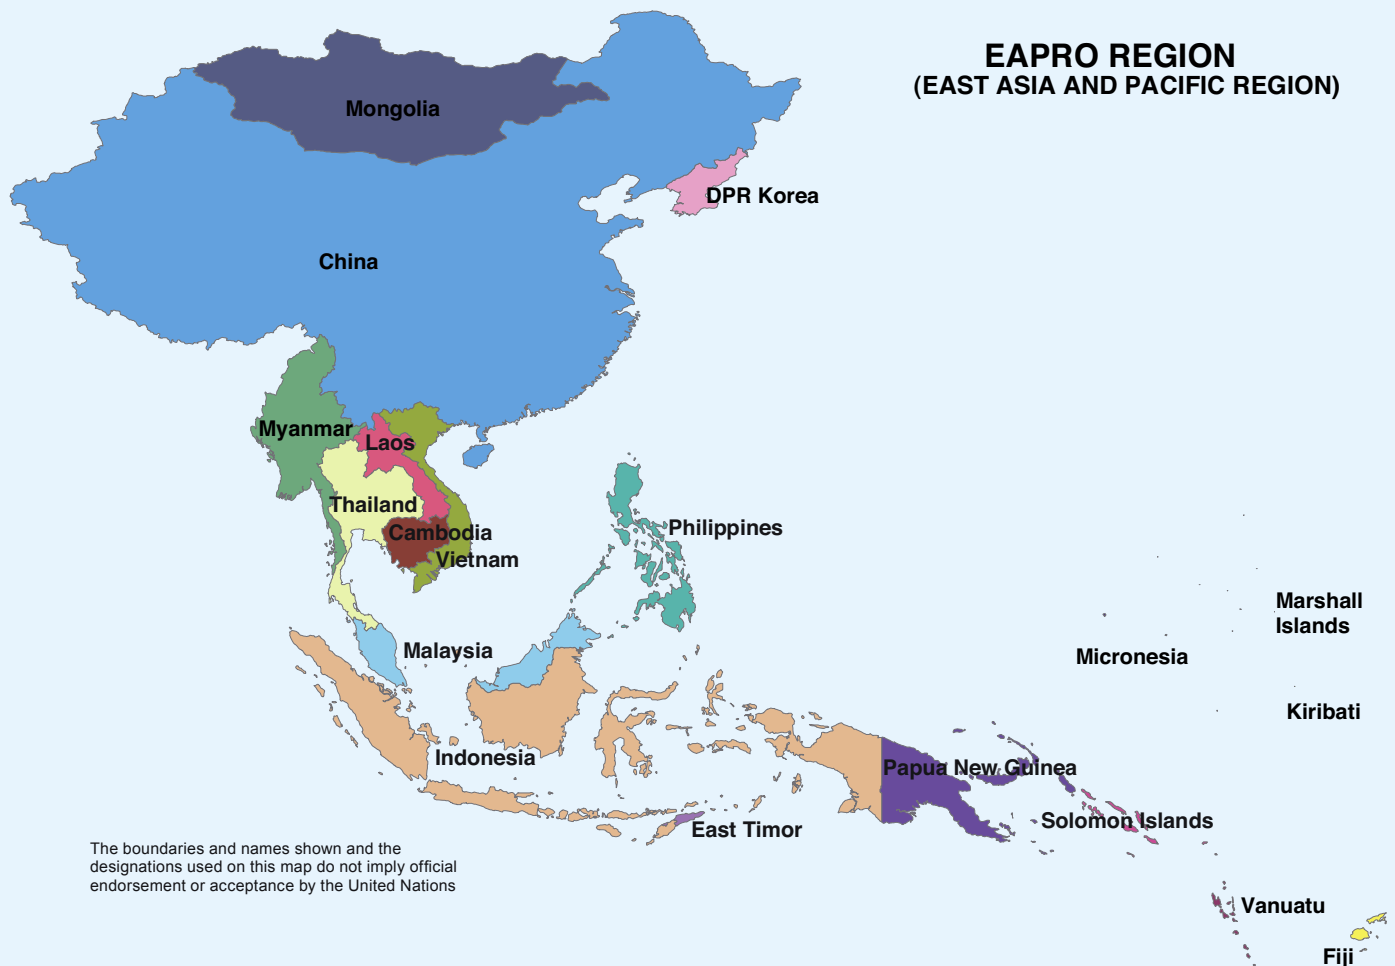 EAPRO REGION
(EAST ASIA AND PACIFIC REGION)
Mongolia
DPR Korea
China
Myanmar
Laos
Thailand
Cambodia
Vietnam
Philippines
Marshall
Islands
Malaysia
Micronesia
Kiribati
Indonesia
Papua New Guinea
Solomon Islands
East Timor
The boundaries and names shown and the
designations used on this map do not imply official
endorsement or acceptance by the United Nations
Vanuatu
Fiji